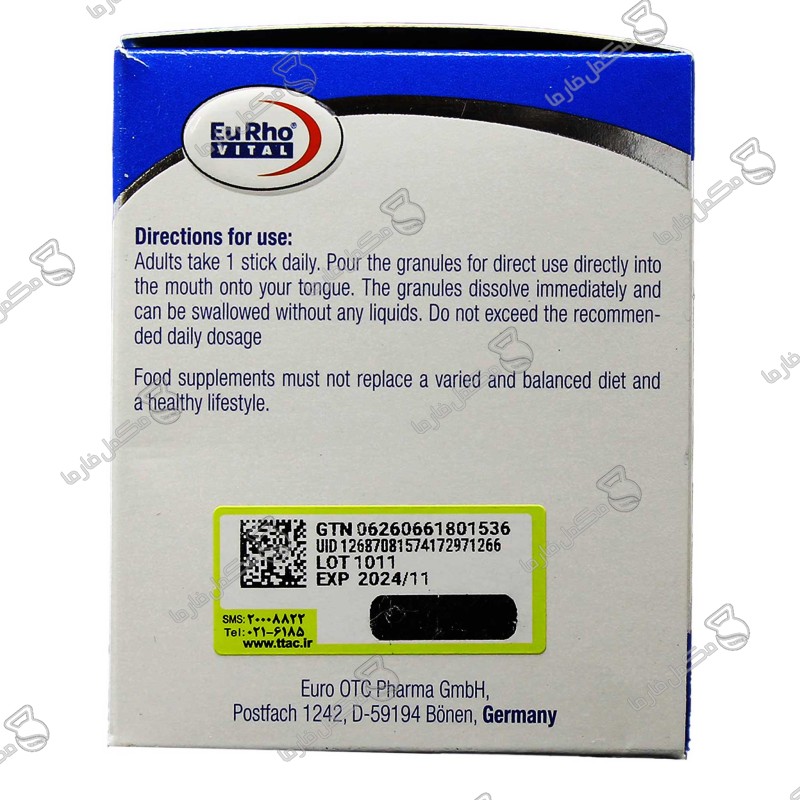 EuRho®
VITAL
Directions for use:
Adults take 1 stick daily. Pour the granules for direct use directly into
the mouth onto your tongue. The granules dissolve immediately and
can be swallowed without any liquids. Do not exceed the recommen-
ded daily dosage
Food supplements must not replace a varied and balanced diet and
a healthy lifestyle.
GTN 06260661801536
UID 12687081574172971266
LOT 1011
EXP 2024/11
SMS: ۲۰۰۰۸۸۲۲
Tel: ۰۲۱-۶۱۸۵
www.ttac.ir
Euro OTC Pharma GmbH,
Postfach 1242, D-59194 Bönen, Germany
مکمل فارما